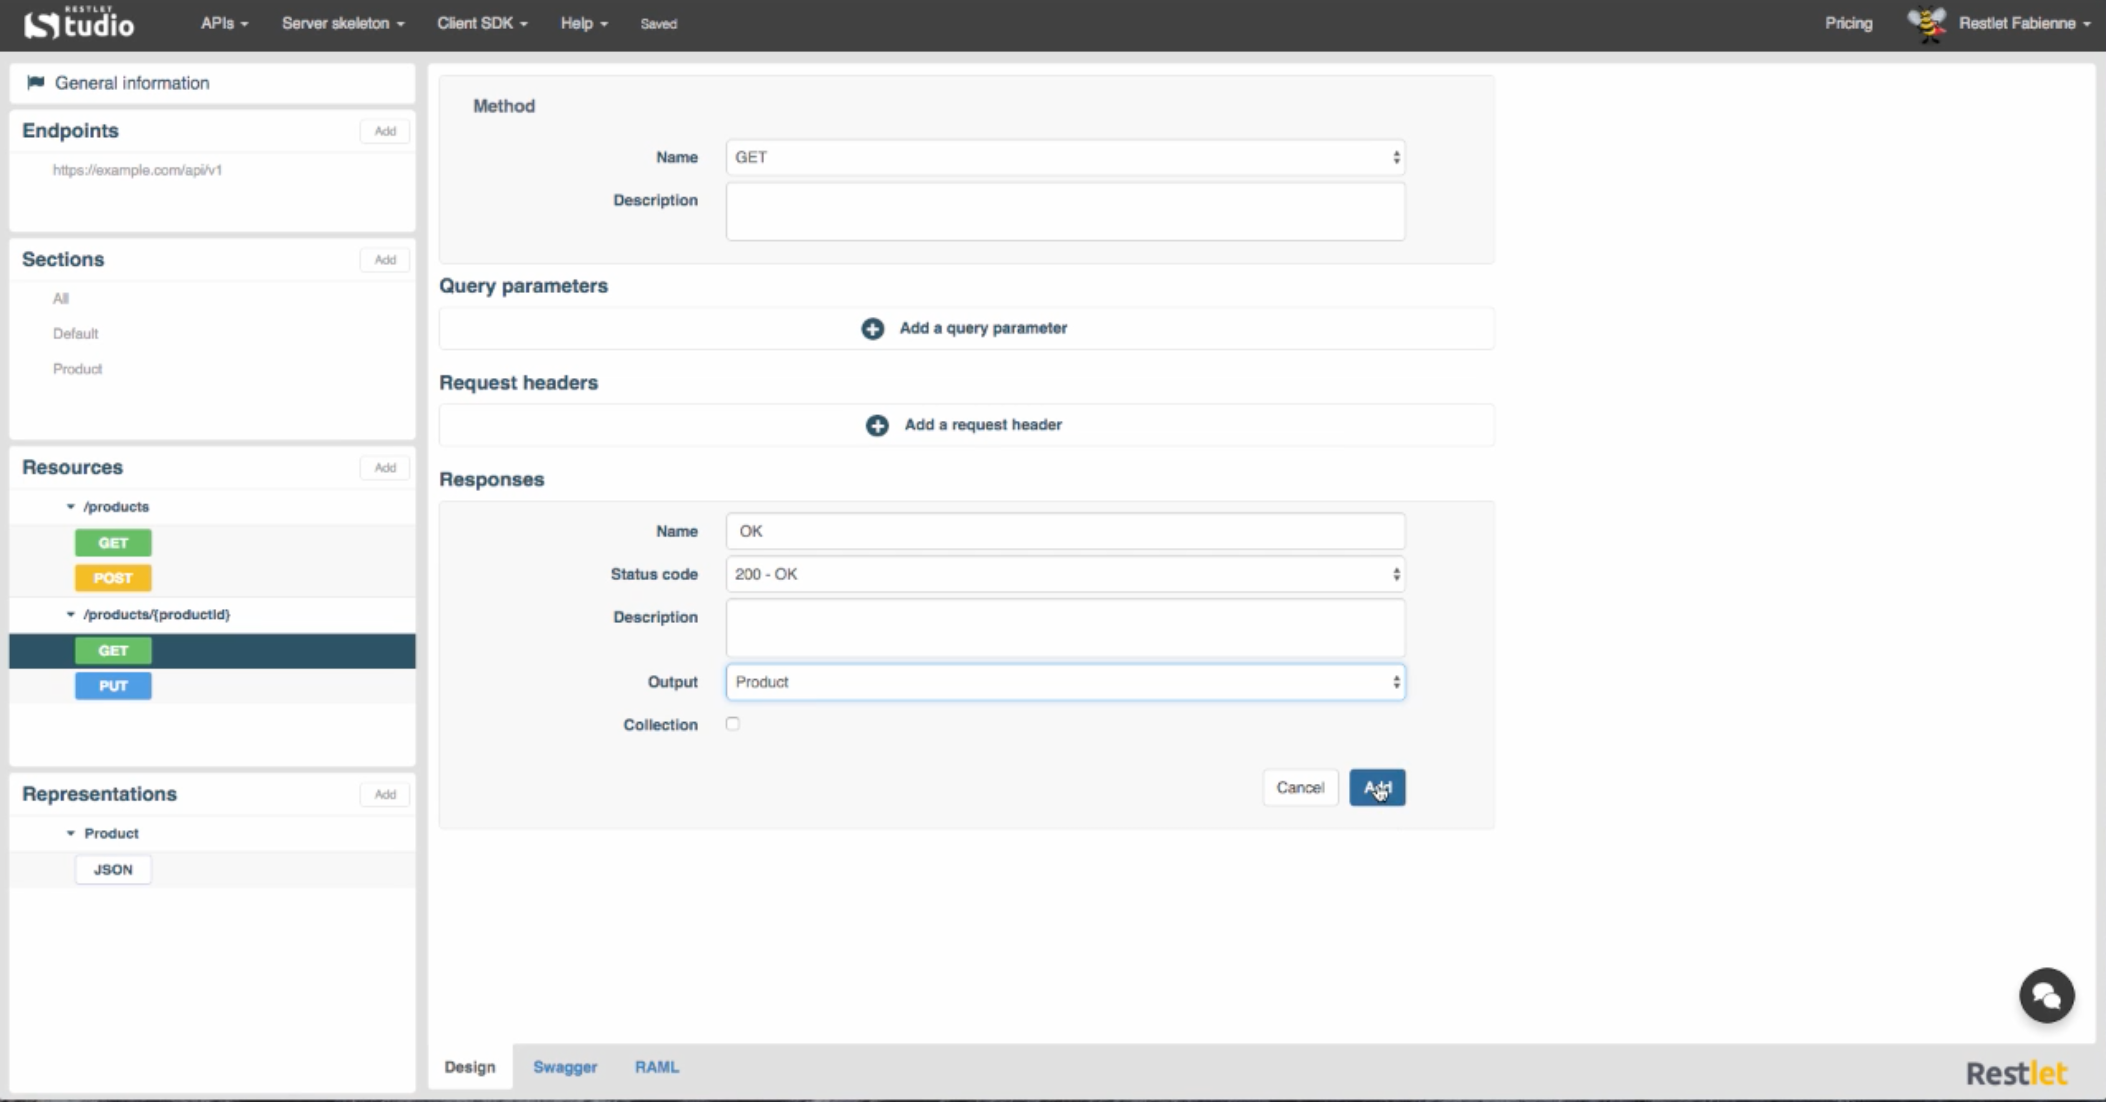 RESTLET
Studio
APIs
Server skeleton
Client SDK
Help
Saved
Pricing
Restlet Fabienne
General information
Endpoints
Add
https://example.com/api/v1
Sections
Add
All
Default
Product
Resources
Add
/products
GET
POST
/products/{productId}
GET
PUT
Representations
Add
Product
JSON
Method
Name
GET
Description
Query parameters
Add a query parameter
Request headers
Add a request header
Responses
Name
OK
Status code
200 - OK
Description
Output
Product
Collection
Cancel
Add
Design
Swagger
RAML
Restlet